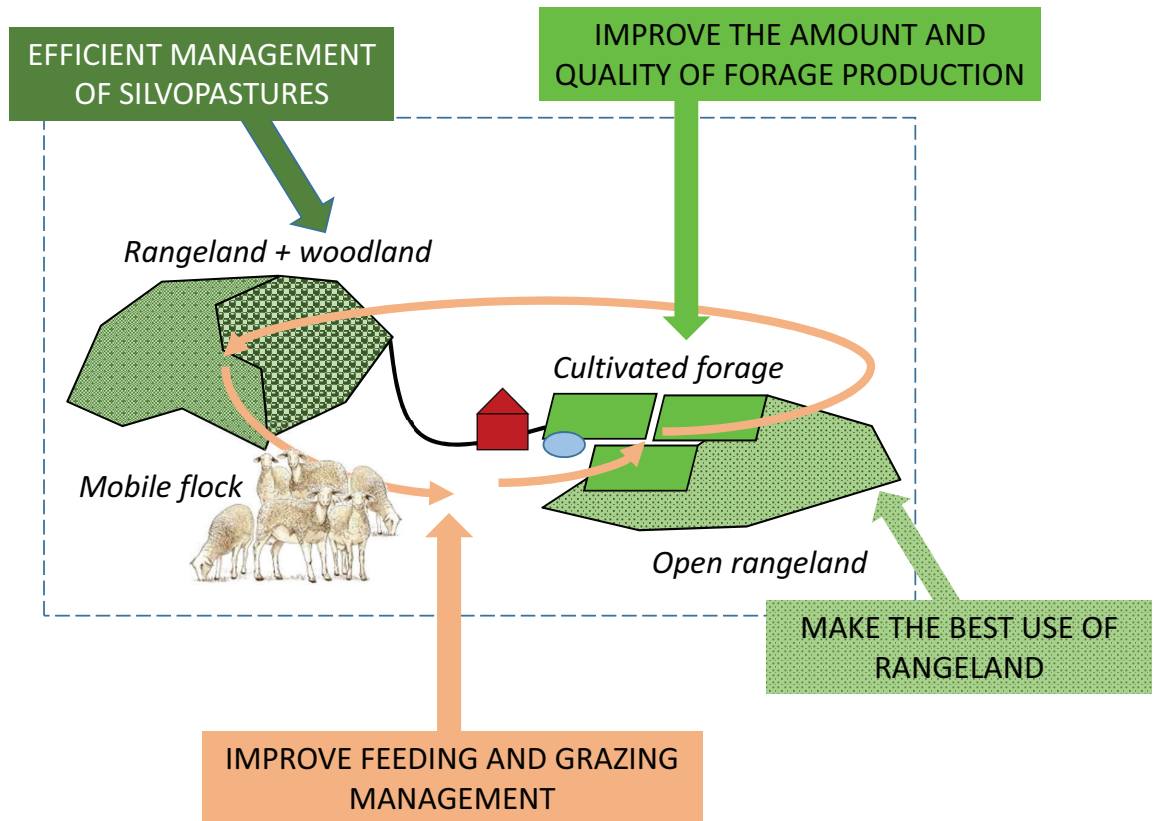 EFFICIENT MANAGEMENT
OF SILVOPASTURES
IMPROVE THE AMOUNT AND
QUALITY OF FORAGE PRODUCTION
Rangeland + woodland
Cultivated forage
Mobile flock
Open rangeland
MAKE THE BEST USE OF
RANGELAND
IMPROVE FEEDING AND GRAZING
MANAGEMENT